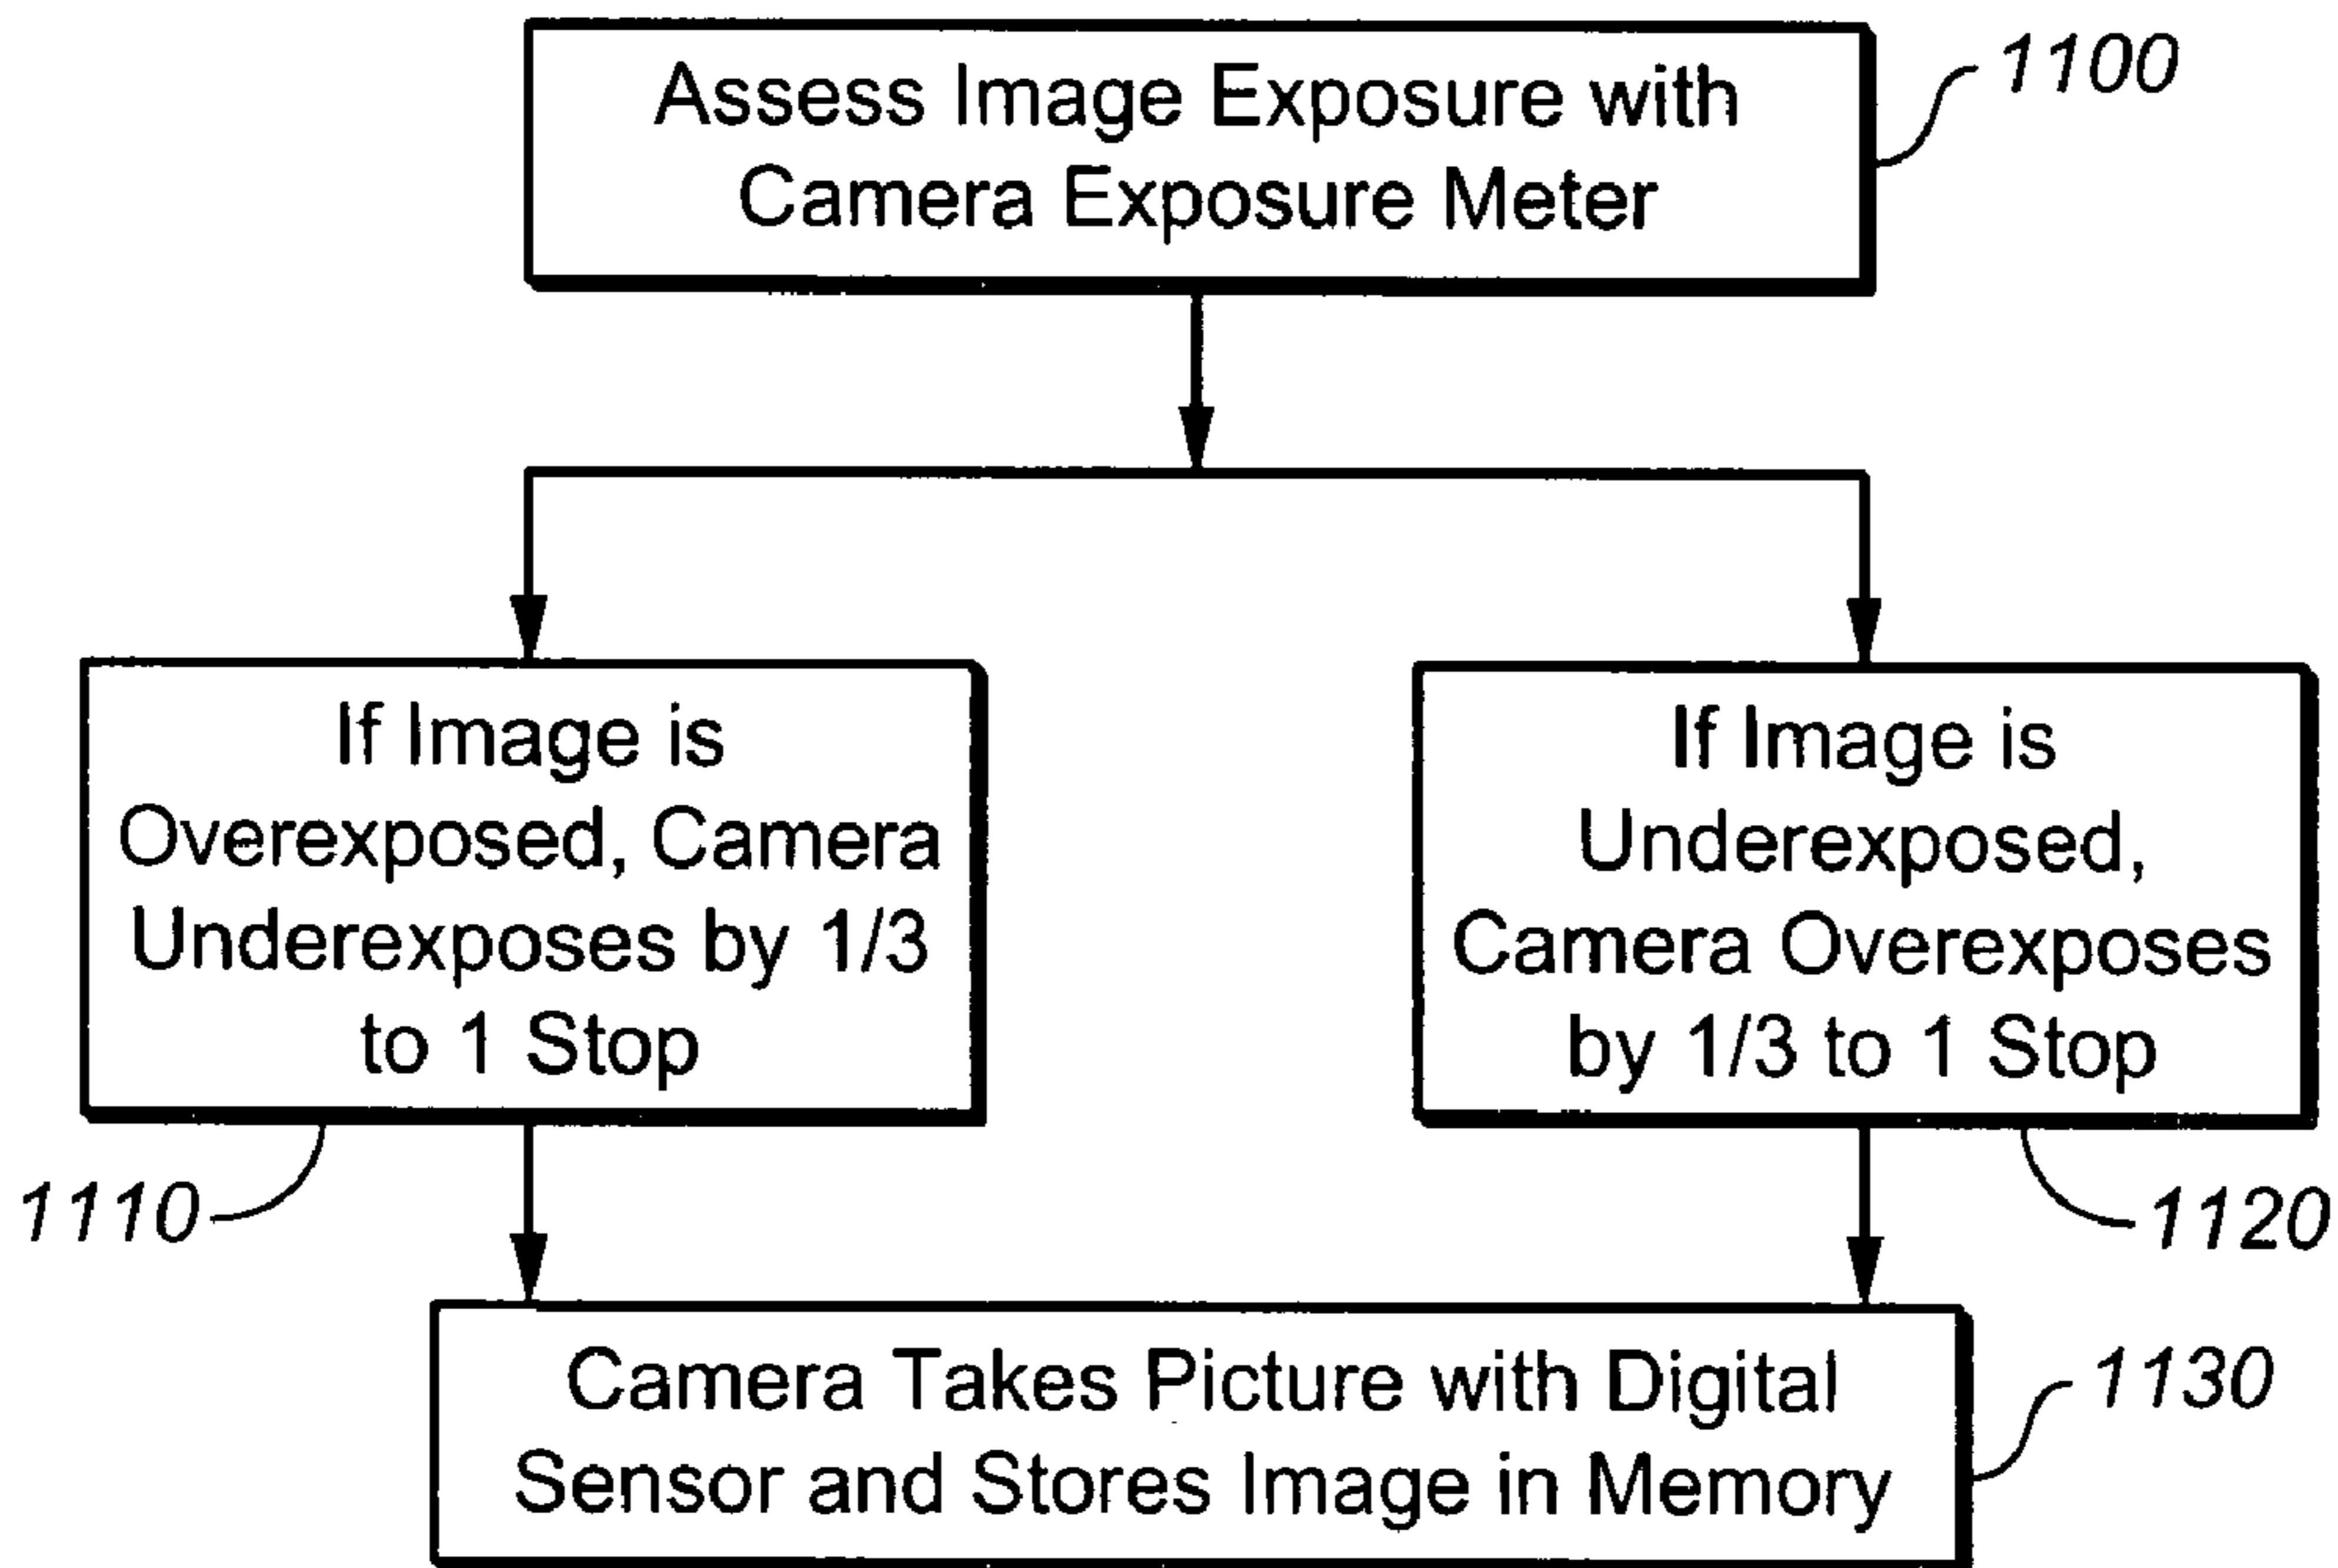 Assess Image Exposure with
Camera Exposure Meter
1100
If Image is
Overexposed, Camera
Underexposes by 1/3
to 1 Stop
1110
If Image is
Underexposed,
Camera Overexposes
by 1/3 to 1 Stop
1120
Camera Takes Picture with Digital
Sensor and Stores Image in Memory
1130